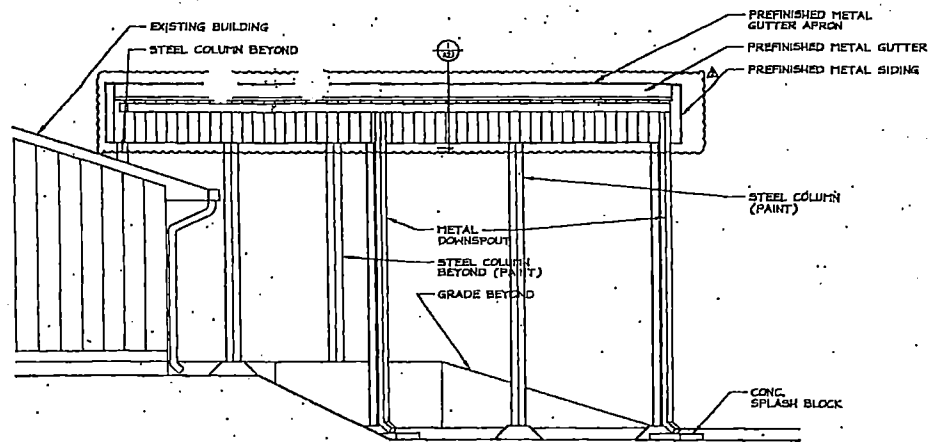 EXISTING BUILDING
STEEL COLUMN BEYOND
PREFINISHED METAL
GUTTER APRON
PREFINISHED METAL GUTTER
PREFINISHED METAL SIDING
STEEL COLUMN
(PAINT)
METAL
DOWNSPOUT
STEEL COLUMN
BEYOND (PAINT)
GRADE BEYOND
CONC.
SPLASH BLOCK